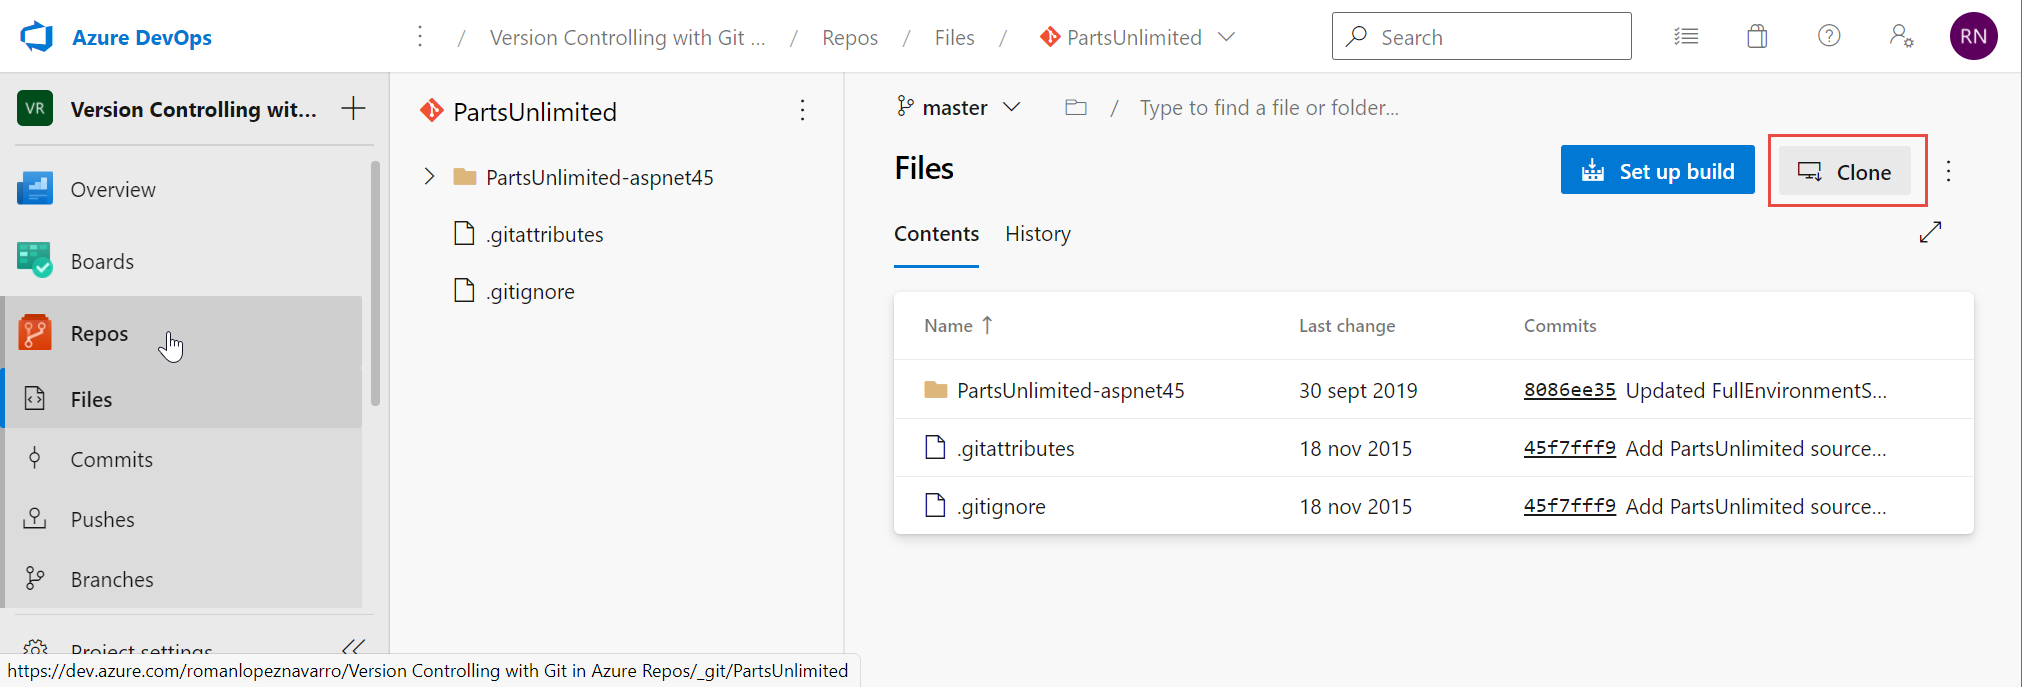 Azure DevOps
/ Version Controlling with Git ... / Repos / Files / PartsUnlimited
Search
RN
VR Version Controlling wit...
Overview
Boards
Repos
Files
Commits
Pushes
Branches
Project settings
PartsUnlimited
PartsUnlimited-aspnet45
.gitattributes
.gitignore
master / Type to find a file or folder...
Files
Set up build
Clone
Contents History
Name Last change Commits
PartsUnlimited-aspnet45 30 sept 2019 8086ee35 Updated FullEnvironmentS...
.gitattributes 18 nov 2015 45f7fff9 Add PartsUnlimited source...
.gitignore 18 nov 2015 45f7fff9 Add PartsUnlimited source...
https://dev.azure.com/romanlopeznavarro/Version Controlling with Git in Azure Repos/_git/PartsUnlimited